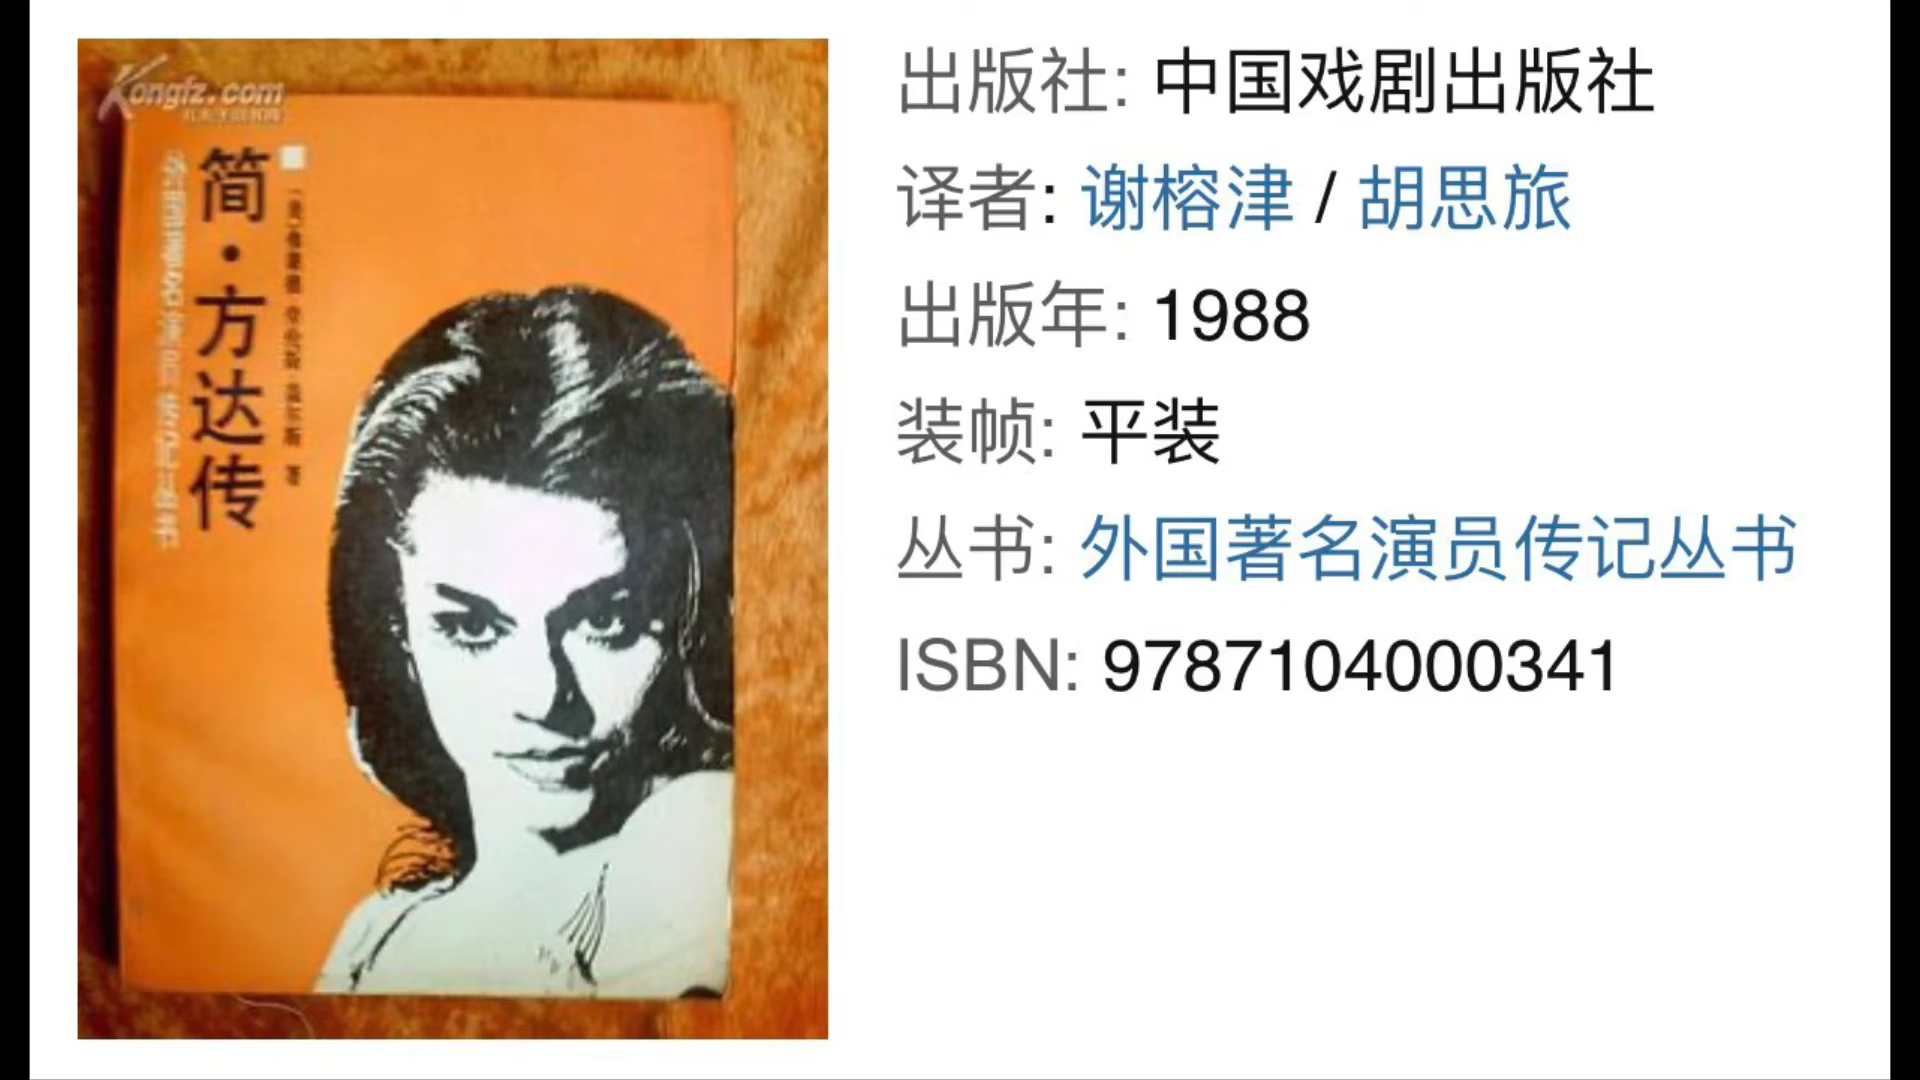 Kongfz.com
简·方达传
出版社: 中国戏剧出版社
译者: 谢榕津 / 胡思旅
出版年: 1988
装帧: 平装
丛书: 外国著名演员传记丛书
ISBN: 9787104000341